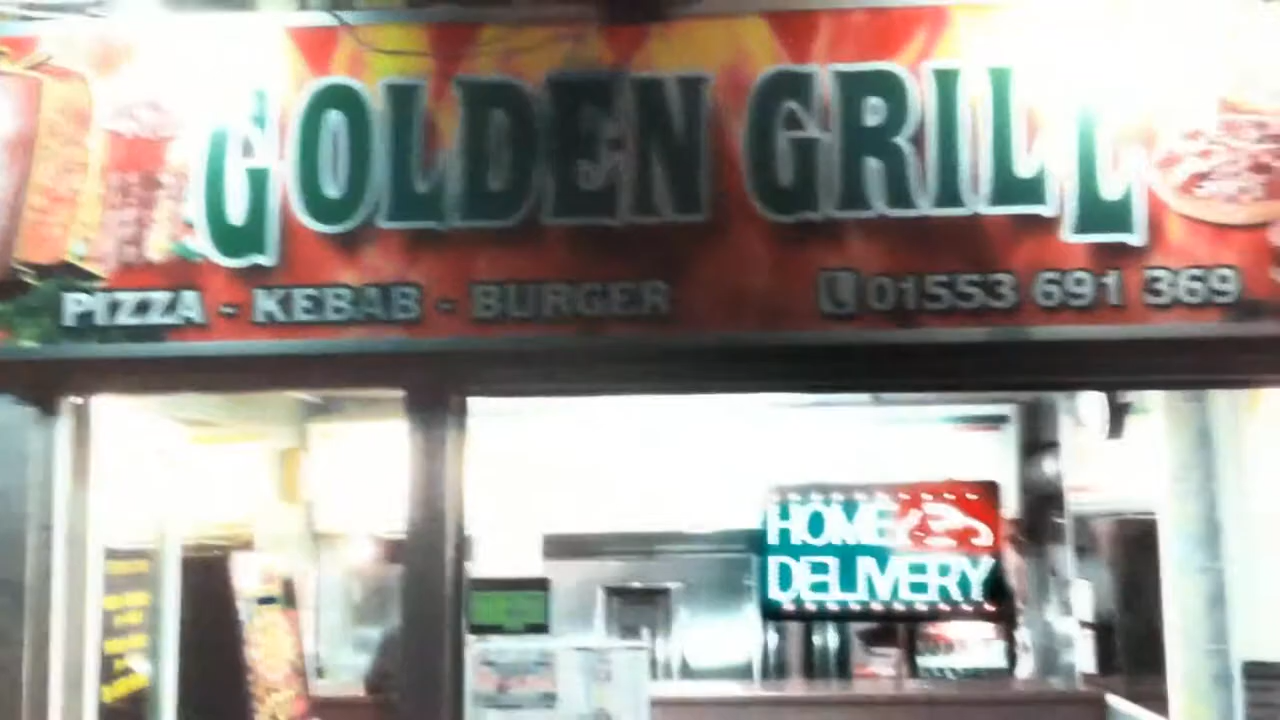 GOLDEN GRILL
PIZZA - KEBAB - BURGER
01553 691 369
HOME
DELIVERY